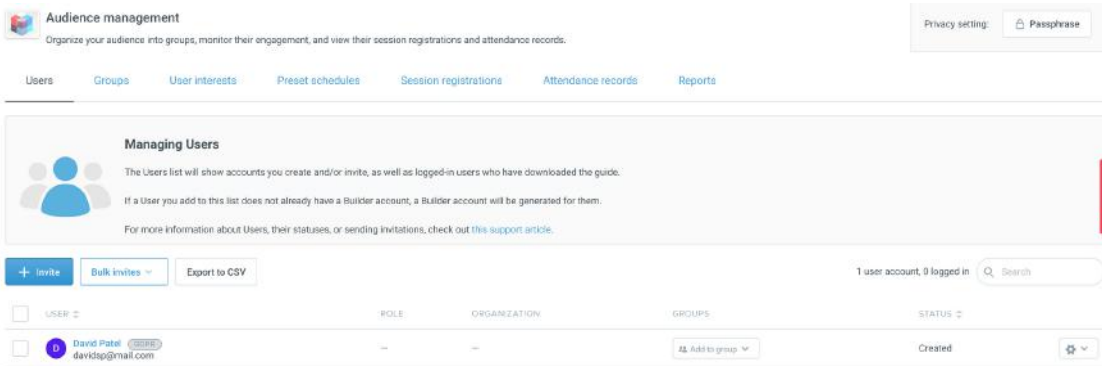 Audience management
Organize your audience into groups, monitor their engagement, and view their session registrations and attendance records.
Privacy setting: Passphrase
Users Groups User interests Preset schedules Session registrations Attendance records Reports
Managing Users
The Users list will show accounts you create and/or invite, as well as logged-in users who have downloaded the guide.
If a User you add to this list does not already have a Builder account, a Builder account will be generated for them.
For more information about Users, their statuses, or sending invitations, check out this support article.
+ Invite Bulk invites Export to CSV 1 user account, 0 logged in Search
USER ROLE ORGANIZATION GROUPS STATUS
D David Patel GDPR — — Add to group Created
davidsp@mail.com